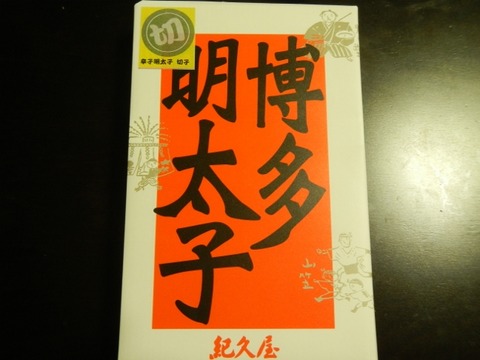 切
辛子明太子 切子
博多
明太子
紀久屋